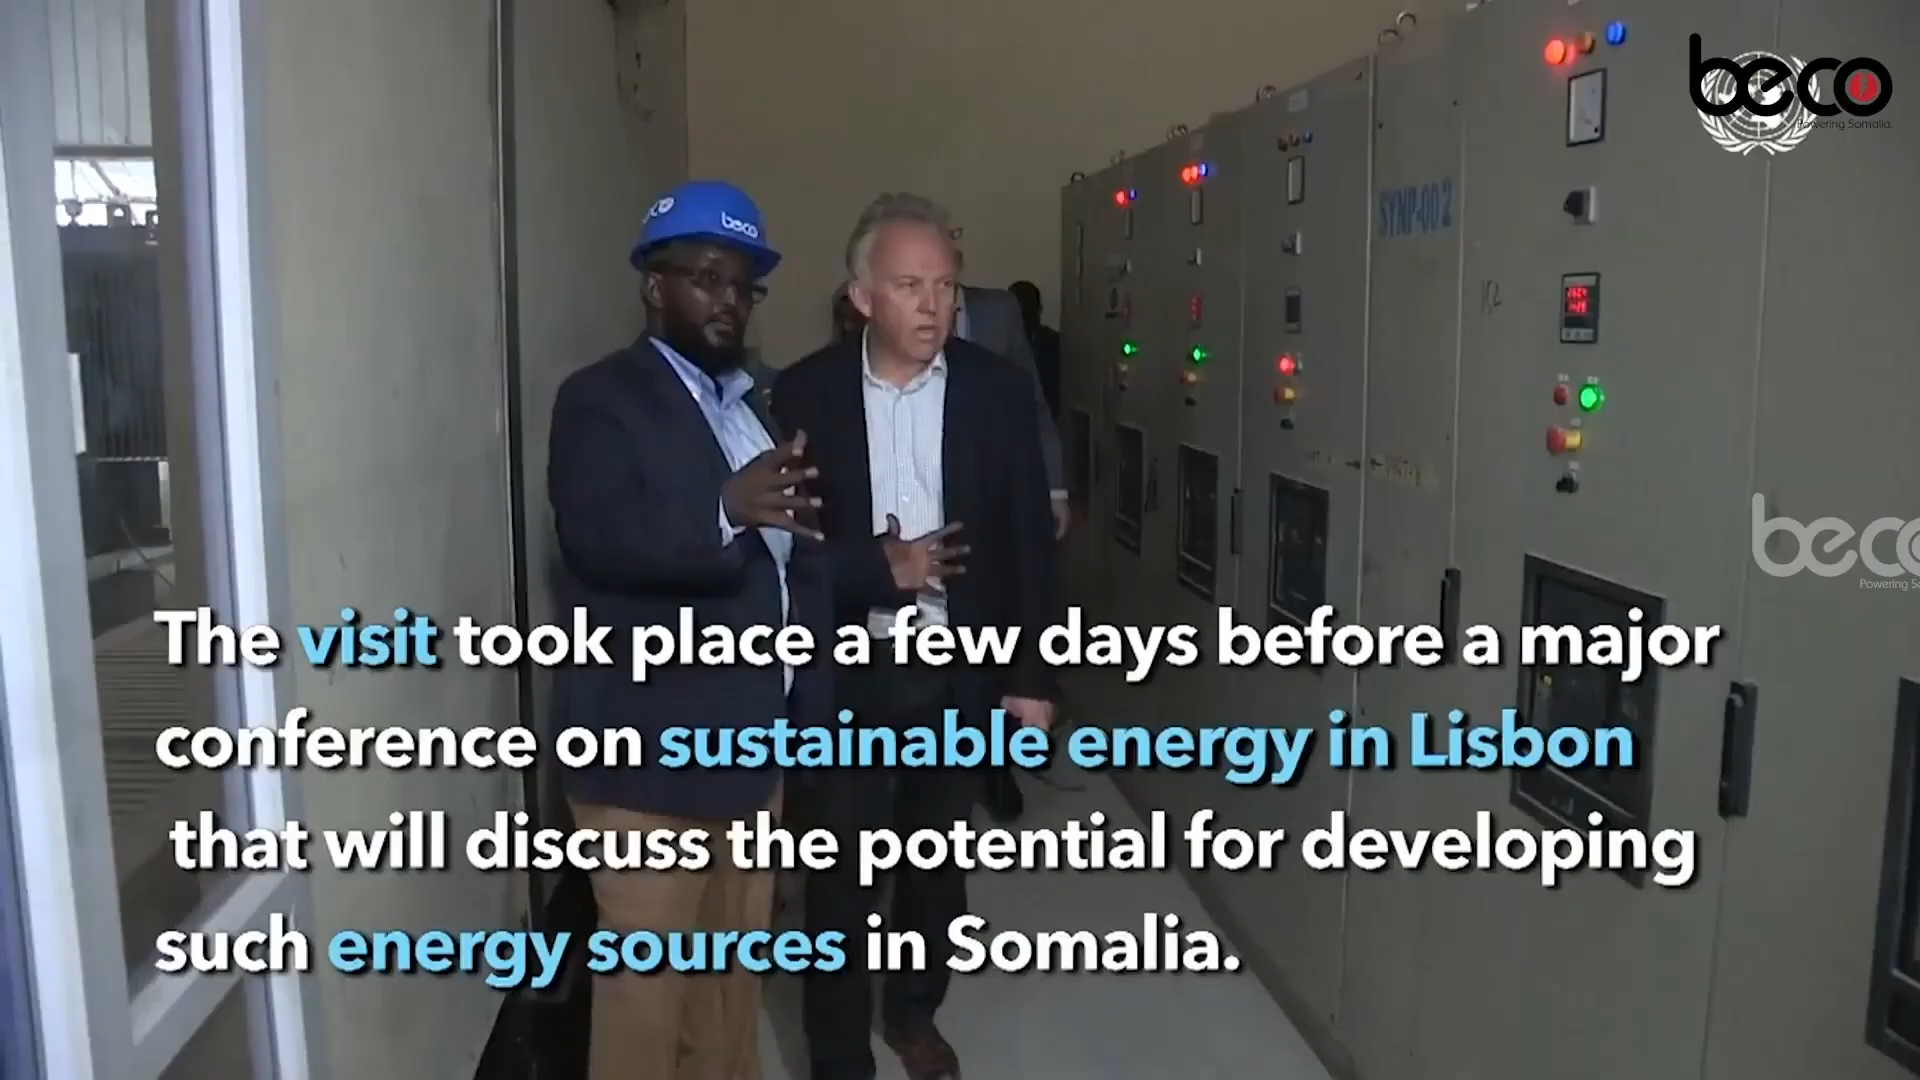 beco
Powering Somalia.
beco
SYNP-002
beco
The visit took place a few days before a major
conference on sustainable energy in Lisbon
that will discuss the potential for developing
such energy sources in Somalia.